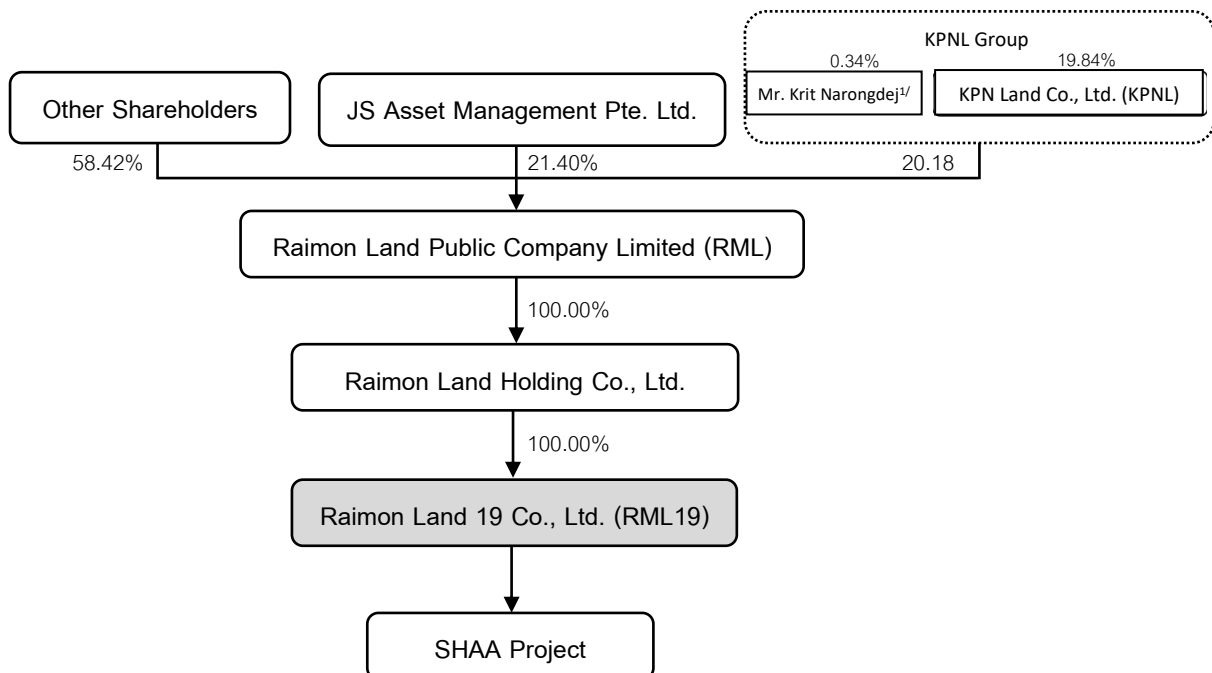 KPNL Group
0.34%
19.84%
Other Shareholders
JS Asset Management Pte. Ltd.
Mr. Krit Narongdej1/
KPN Land Co., Ltd. (KPNL)
58.42%
21.40%
20.18
Raimon Land Public Company Limited (RML)
100.00%
Raimon Land Holding Co., Ltd.
100.00%
Raimon Land 19 Co., Ltd. (RML19)
SHAA Project